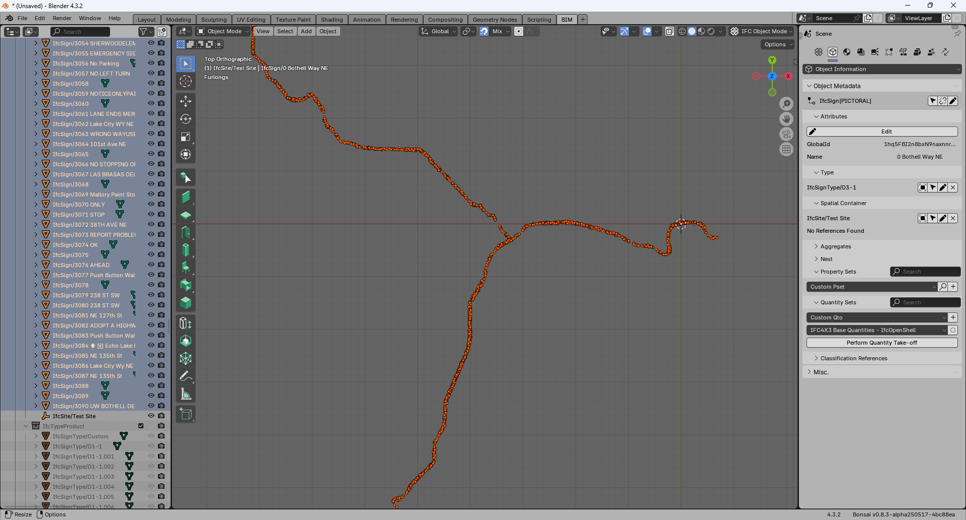 * (Unsaved) - Blender 4.3.2
File Edit Render Window Help
Layout Modeling Sculpting UV Editing Texture Paint Shading Animation Rendering Compositing Geometry Nodes Scripting BIM +
Scene
ViewLayer
Search
Object Mode
View Select Add Object
Global
Mix
IFC Object Mode
Options
Top Orthographic
(1) IfcSite/Test Site | IfcSign/0 Bothell Way NE
Furlongs
Y
X
Z
IfcSign/3054 SHERWOODELEM
IfcSign/3055 EMERGENCY SIG
IfcSign/3056 No Parking
IfcSign/3057 NO LEFT TURN
IfcSign/3058
IfcSign/3059 NOTICEONLYPAI
IfcSign/3060
IfcSign/3061 LANE ENDS MER
IfcSign/3062 Lake City WY NE
IfcSign/3063 WRONG WAYUSE
IfcSign/3064 101st Ave NE
IfcSign/3065
IfcSign/3066 NO STOPPING OR
IfcSign/3067 LAS BRASAS DEL
IfcSign/3068
IfcSign/3069 Mallory Paint Sto
IfcSign/3070 ONLY
IfcSign/3071 STOP
IfcSign/3072 18TH AVE NE
IfcSign/3073 REPORT PROBLE
IfcSign/3074 OK
IfcSign/3075
IfcSign/3076 AHEAD
IfcSign/3077 Push Button Wai
IfcSign/3078
IfcSign/3079 238 ST SW
IfcSign/3080 238 ST SW
IfcSign/3081 NE 127th St
IfcSign/3082 ADOPT A HIGHW
IfcSign/3083 Push Button Wai
IfcSign/3084 Echo Lake
IfcSign/3085 NE 135th St
IfcSign/3086 Lake City Wy NE
IfcSign/3087 NE 135th St
IfcSign/3088
IfcSign/3089
IfcSign/3090 UW BOTHELL DE
IfcSite/Test Site
IfcTypeProduct
IfcSignType/Custom
IfcSignType/D1-1
IfcSignType/D1-1.001
IfcSignType/D1-1.002
IfcSignType/D1-1.003
IfcSignType/D1-1.004
IfcSignType/D1-1.005
Scene
Object Information
Object Metadata
IfcSign[PICTORAL]
Attributes
Edit
GlobalId 1hq5FBI2n8bxN9naxnnr...
Name 0 Bothell Way NE
Type
IfcSignType/D3-1
Spatial Container
IfcSite/Test Site
No References Found
Aggregates
Nest
Property Sets Search
Custom Pset
Quantity Sets Search
Custom Qto
IFC4X3 Base Quantities - IfcOpenShell
Perform Quantity Take-off
Classification References
Misc.
Resize Options
4.3.2 Bonsai v0.8.3-alpha250517-4bc88ea